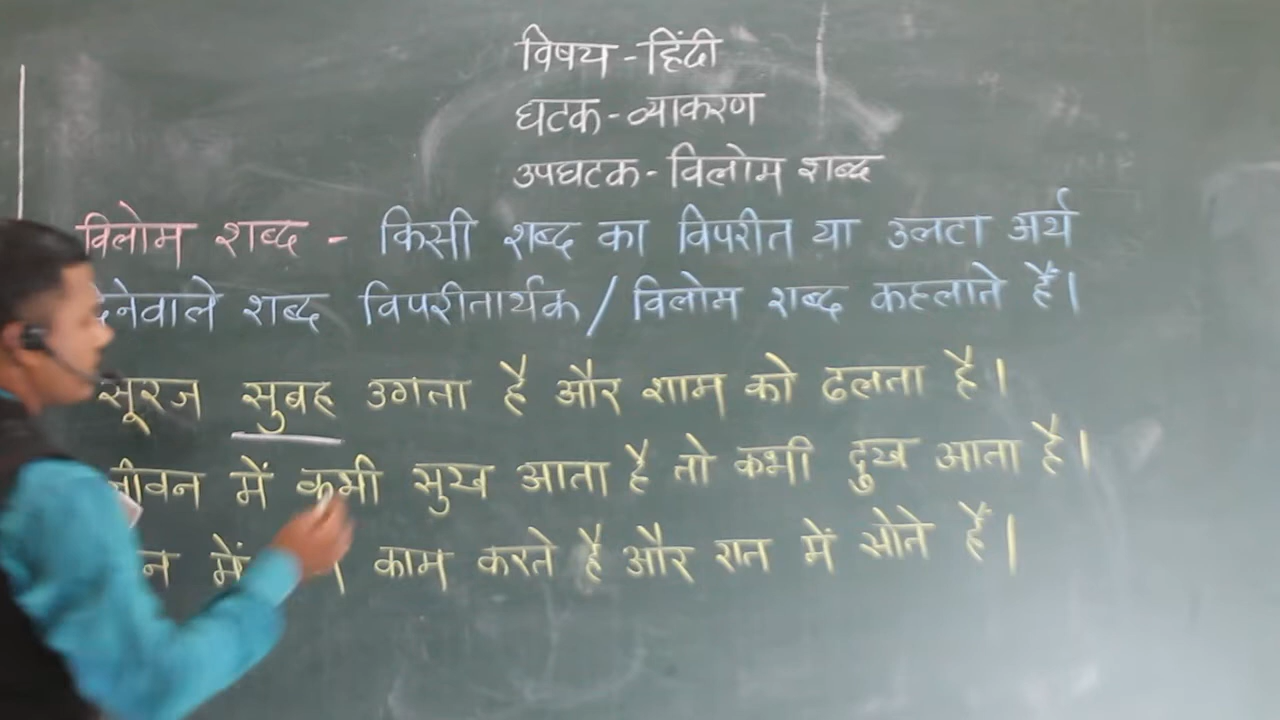 विषय - हिंदी
घटक - व्याकरण
उपघटक - विलोम शब्द
विलोम शब्द - किसी शब्द का विपरीत या उलटा अर्थ
देनेवाले शब्द विपरीतार्थक / विलोम शब्द कहलाते हैं।
सूरज सुबह उगता है और शाम को ढलता है।
जीवन में कभी सुख आता है तो कभी दुख आता है।
में काम करते है और रात में सोते हैं।